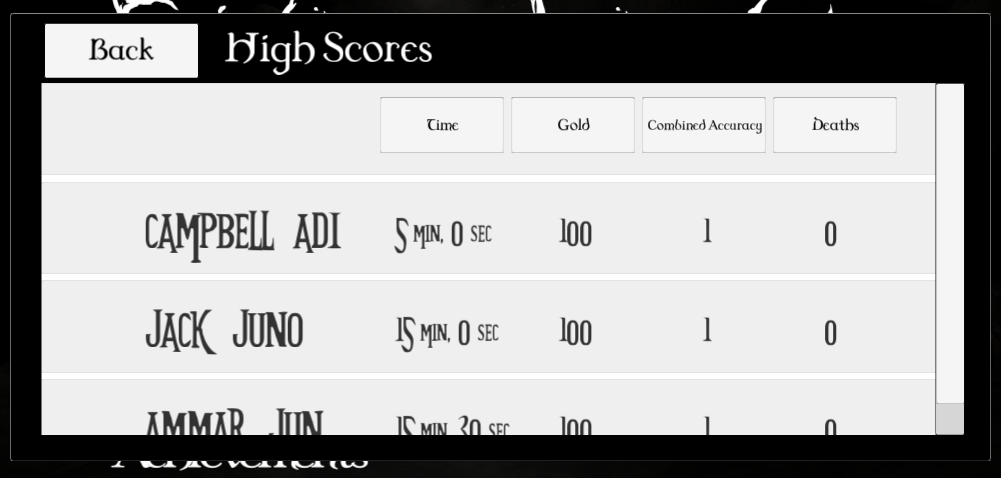 Back
High Scores
Time Gold Combined Accuracy Deaths
CAMPBELL ADI 5 MIN, 0 SEC 100 1 0
JACK JUNO 15 MIN, 0 SEC 100 1 0
AMMAR JUN 15 MIN, 30 SEC 100 1 0
Achievements